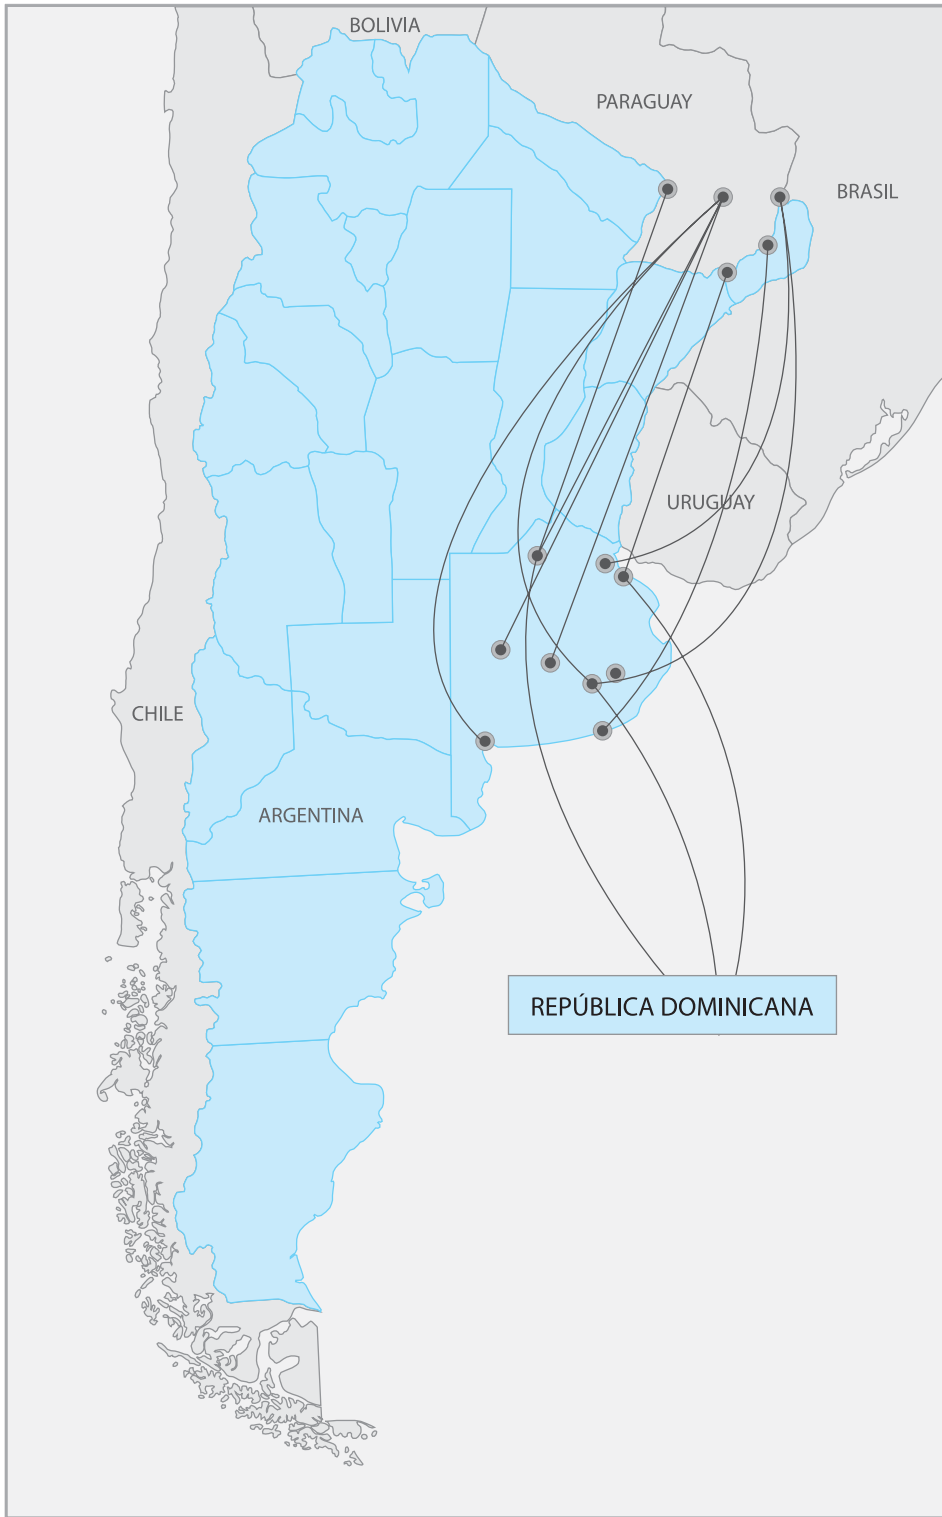 BOLIVIA
PARAGUAY
BRASIL
URUGUAY
CHILE
ARGENTINA
REPÚBLICA DOMINICANA